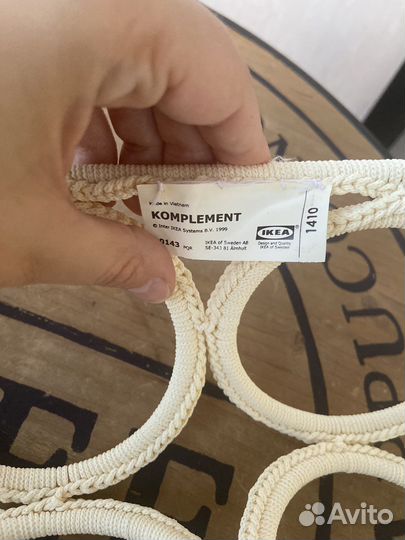 Made in Vietnam
KOMPLEMENT
© Inter IKEA Systems B.V. 1999
0143 PQR
IKEA of Sweden AB
SE-343 81 Älmhult
IKEA
Design and Quality
IKEA of Sweden
1410
Avito